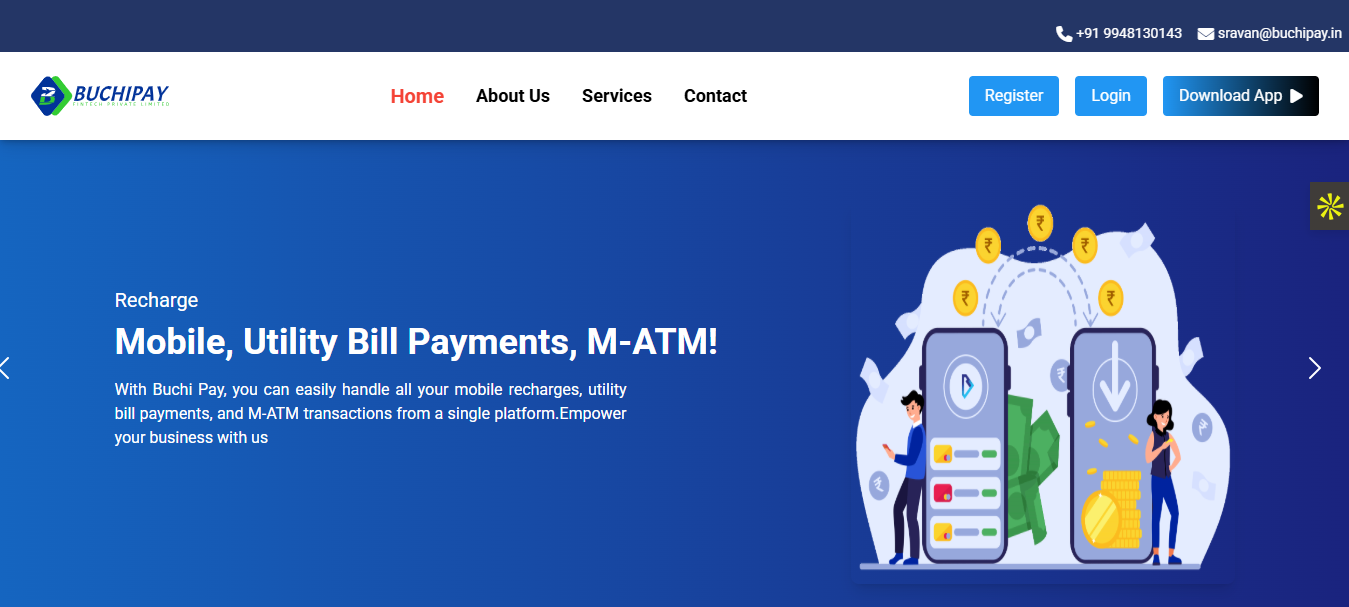 +91 9948130143 sravan@buchipay.in
BUCHIPAY
FINTECH PRIVATE LIMITED
Home About Us Services Contact
Register Login Download App
Recharge
Mobile, Utility Bill Payments, M-ATM!
With Buchi Pay, you can easily handle all your mobile recharges, utility
bill payments, and M-ATM transactions from a single platform.Empower
your business with us